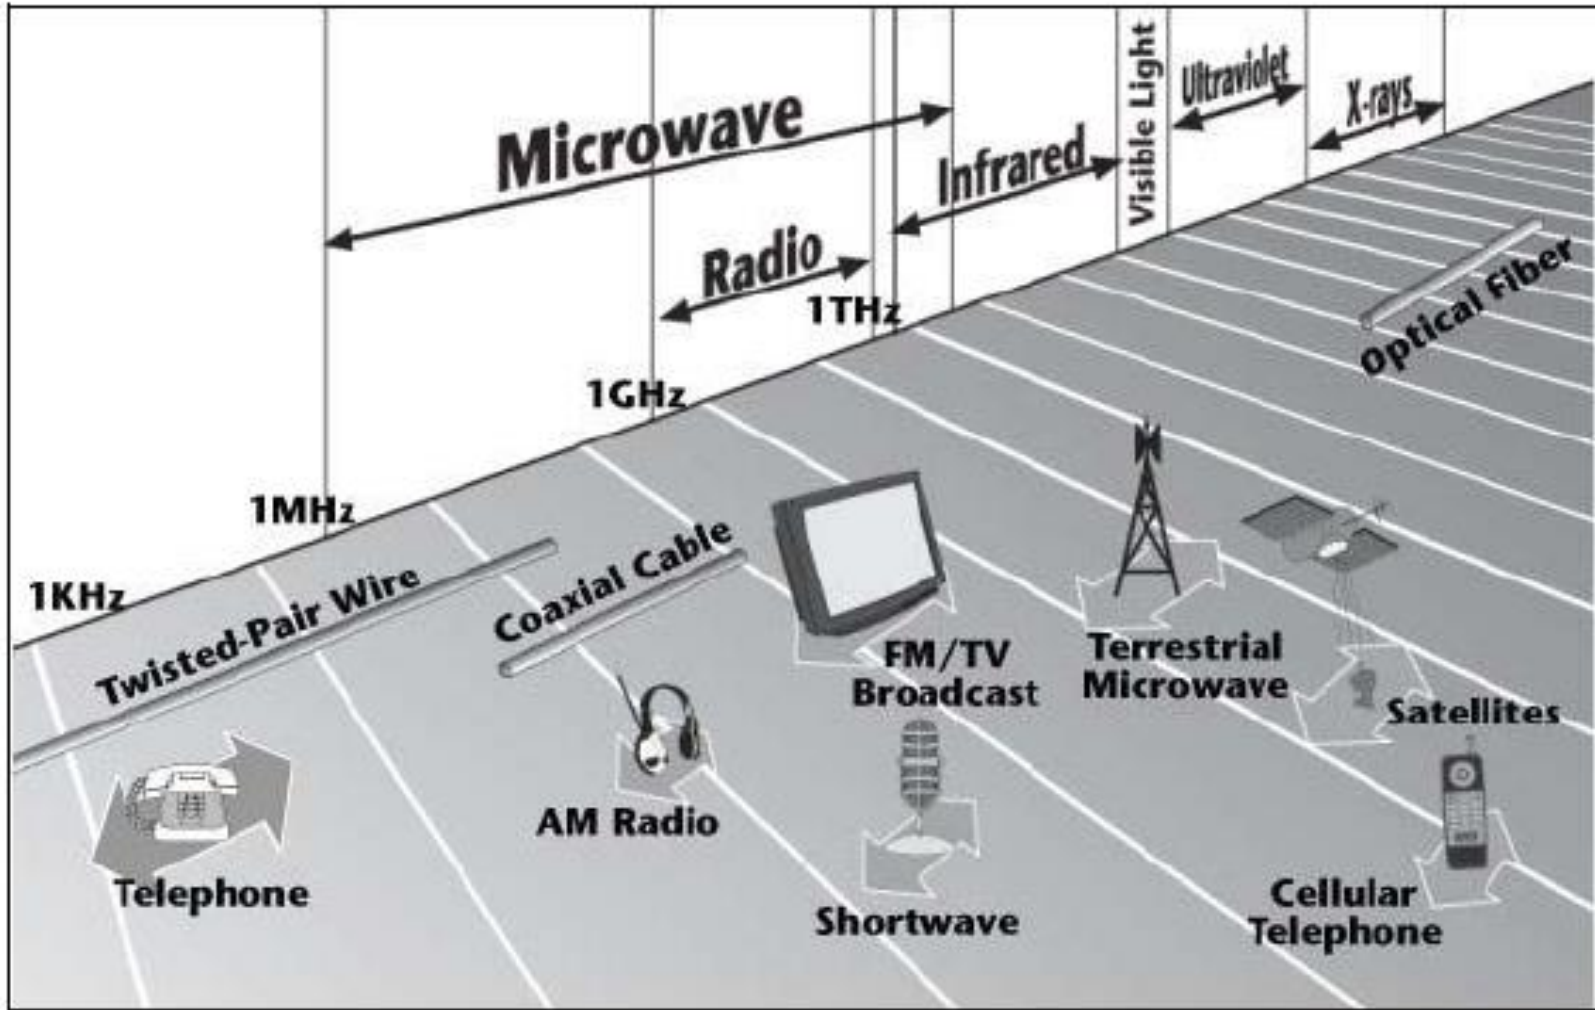 Microwave
Infrared
Visible Light
Ultraviolet
X-rays
Radio
1THz
1GHz
1MHz
1KHz
Optical Fiber
Twisted-Pair Wire
Coaxial Cable
FM/TV
Broadcast
Terrestrial
Microwave
Satellites
Telephone
AM Radio
Shortwave
Cellular
Telephone